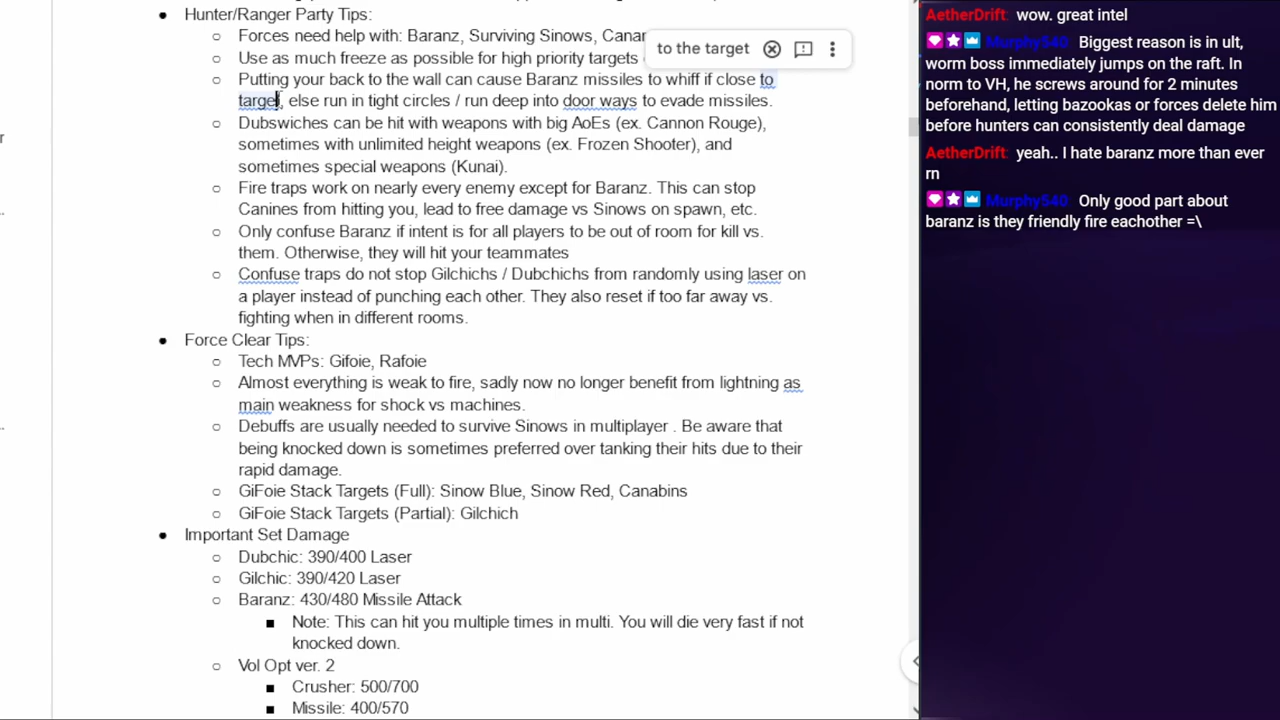 Hunter/Ranger Party Tips:
Forces need help with: Baranz, Surviving Sinows,
Use as much freeze as possible for high priority targets
to the target
Putting your back to the wall can cause Baranz missiles to whiff if close to
target, else run in tight circles / run deep into door ways to evade missiles.
Dubswiches can be hit with weapons with big AoEs (ex. Cannon Rouge),
sometimes with unlimited height weapons (ex. Frozen Shooter), and
sometimes special weapons (Kunai).
Fire traps work on nearly every enemy except for Baranz. This can stop
Canines from hitting you, lead to free damage vs Sinows on spawn, etc.
Only confuse Baranz if intent is for all players to be out of room for kill vs.
them. Otherwise, they will hit your teammates
Confuse traps do not stop Gilchichs / Dubchichs from randomly using laser on
a player instead of punching each other. They also reset if too far away vs.
fighting when in different rooms.
Force Clear Tips:
Tech MVPs: Gifoie, Rafoie
Almost everything is weak to fire, sadly now no longer benefit from lightning as
main weakness for shock vs machines.
Debuffs are usually needed to survive Sinows in multiplayer . Be aware that
being knocked down is sometimes preferred over tanking their hits due to their
rapid damage.
GiFoie Stack Targets (Full): Sinow Blue, Sinow Red, Canabins
GiFoie Stack Targets (Partial): Gilchich
Important Set Damage
Dubchic: 390/400 Laser
Gilchic: 390/420 Laser
Baranz: 430/480 Missile Attack
Note: This can hit you multiple times in multi. You will die very fast if not
knocked down.
Vol Opt ver. 2
Crusher: 500/700
Missile: 400/570
AetherDrift: wow. great intel
Murphy540: Biggest reason is in ult,
worm boss immediately jumps on the raft. In
norm to VH, he screws around for 2 minutes
beforehand, letting bazookas or forces delete him
before hunters can consistently deal damage
AetherDrift: yeah.. I hate baranz more than ever
rn
Murphy540: Only good part about
baranz is they friendly fire eachother =\